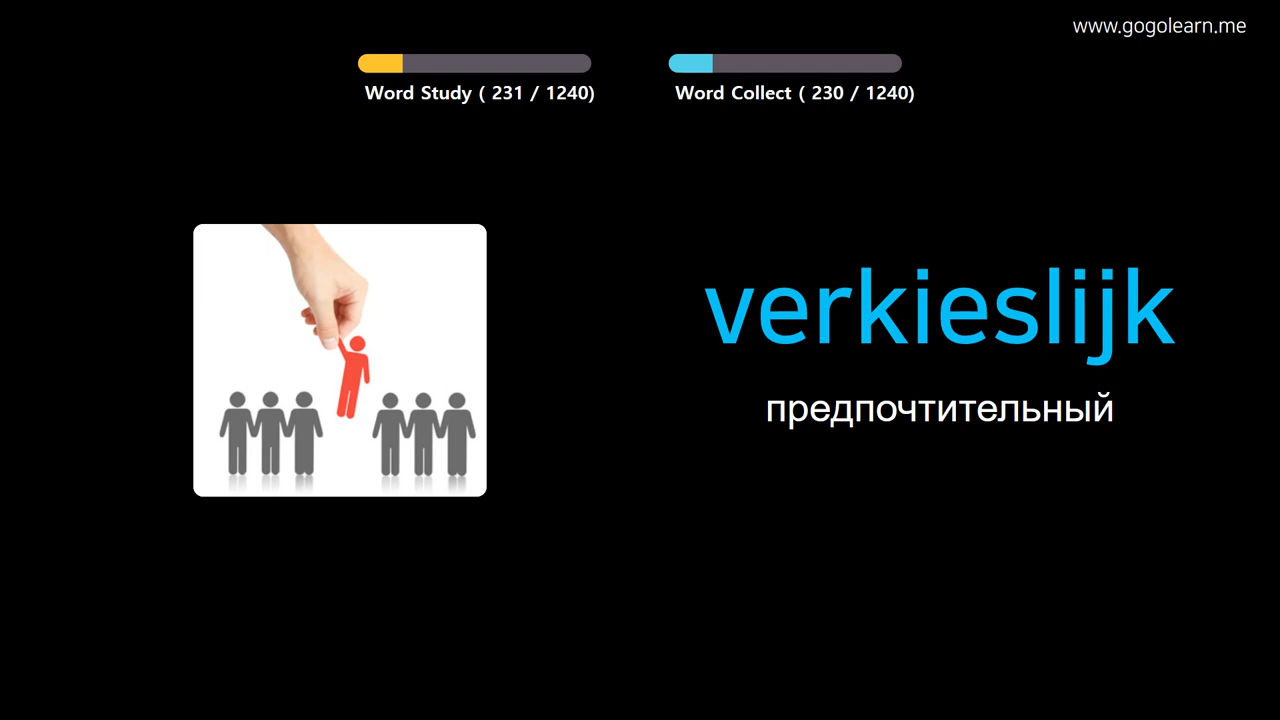 www.gogolearn.me
Word Study ( 231 / 1240)
Word Collect ( 230 / 1240)
verkieslijk
предпочтительный